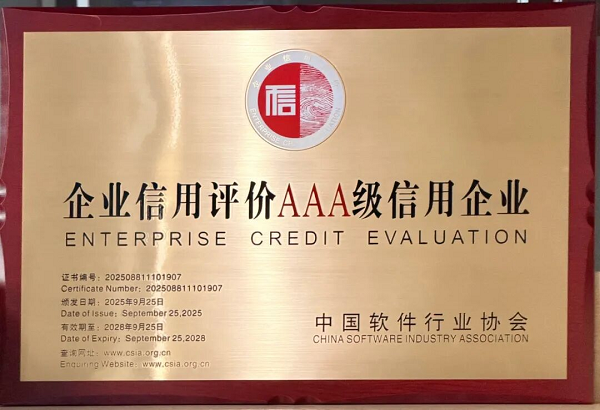 企业信用评价AAA级信用企业
ENTERPRISE CREDIT EVALUATION
证书编号：202508811101907
Certificate Number: 202508811101907
颁发日期：2025年9月25日
Date of Issue: September 25,2025
有效期至：2028年9月25日
Date of Expiry: September 25,2028
查询网址：www.csia.org.cn
Enquiring Website: www.csia.org.cn
中国软件行业协会
CHINA SOFTWARE INDUSTRY ASSOCIATION